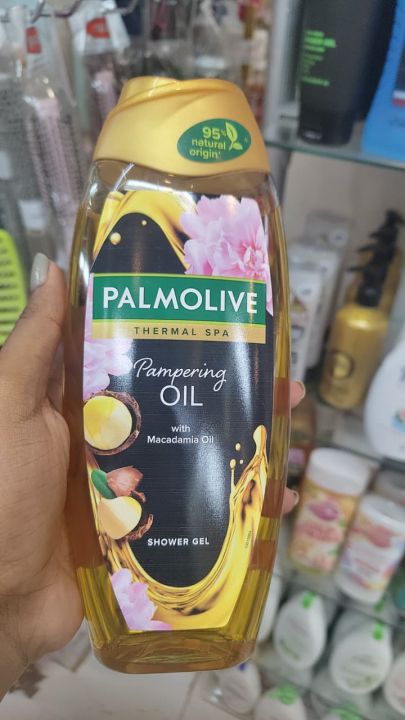 95%
natural
origin*
PALMOLIVE
THERMAL SPA
Pampering
OIL
with
Macadamia Oil
SHOWER GEL